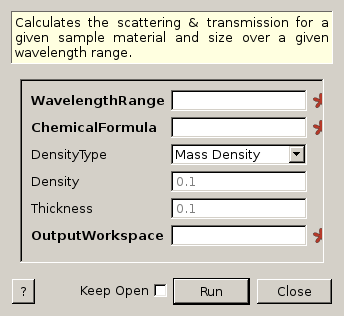 Calculates the scattering & transmission for a
given sample material and size over a given
wavelength range.
WavelengthRange
ChemicalFormula
DensityType Mass Density
Density 0.1
Thickness 0.1
OutputWorkspace
? Keep Open Run Close